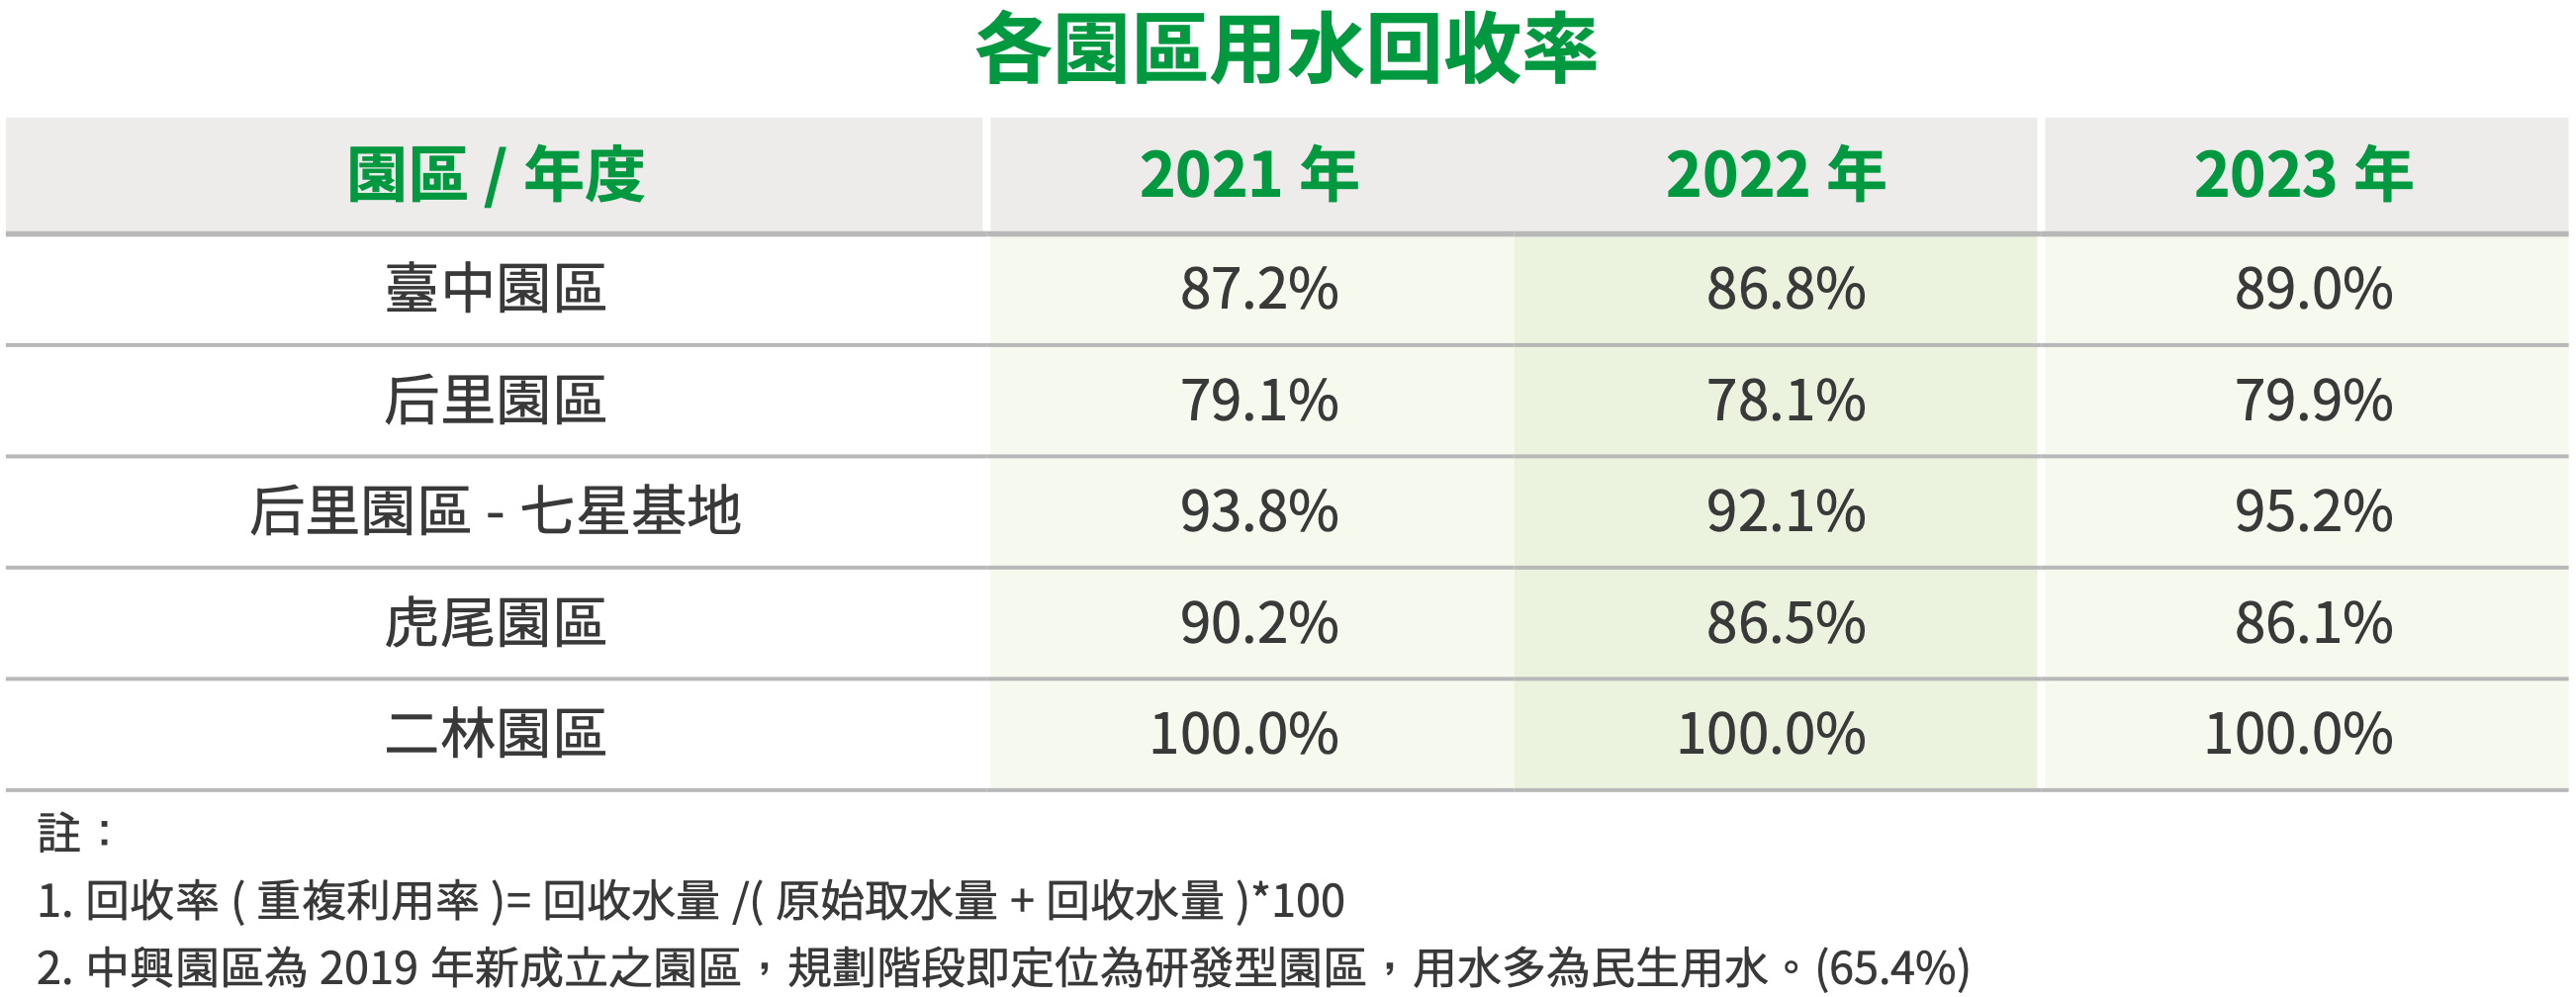 各園區用水回收率
園區 / 年度 2021 年 2022 年 2023 年
臺中園區 87.2% 86.8% 89.0%
后里園區 79.1% 78.1% 79.9%
后里園區 - 七星基地 93.8% 92.1% 95.2%
虎尾園區 90.2% 86.5% 86.1%
二林園區 100.0% 100.0% 100.0%
註：
1. 回收率 ( 重複利用率 )= 回收水量 /( 原始取水量 + 回收水量 )*100
2. 中興園區為 2019 年新成立之園區，規劃階段即定位為研發型園區，用水多為民生用水。(65.4%)